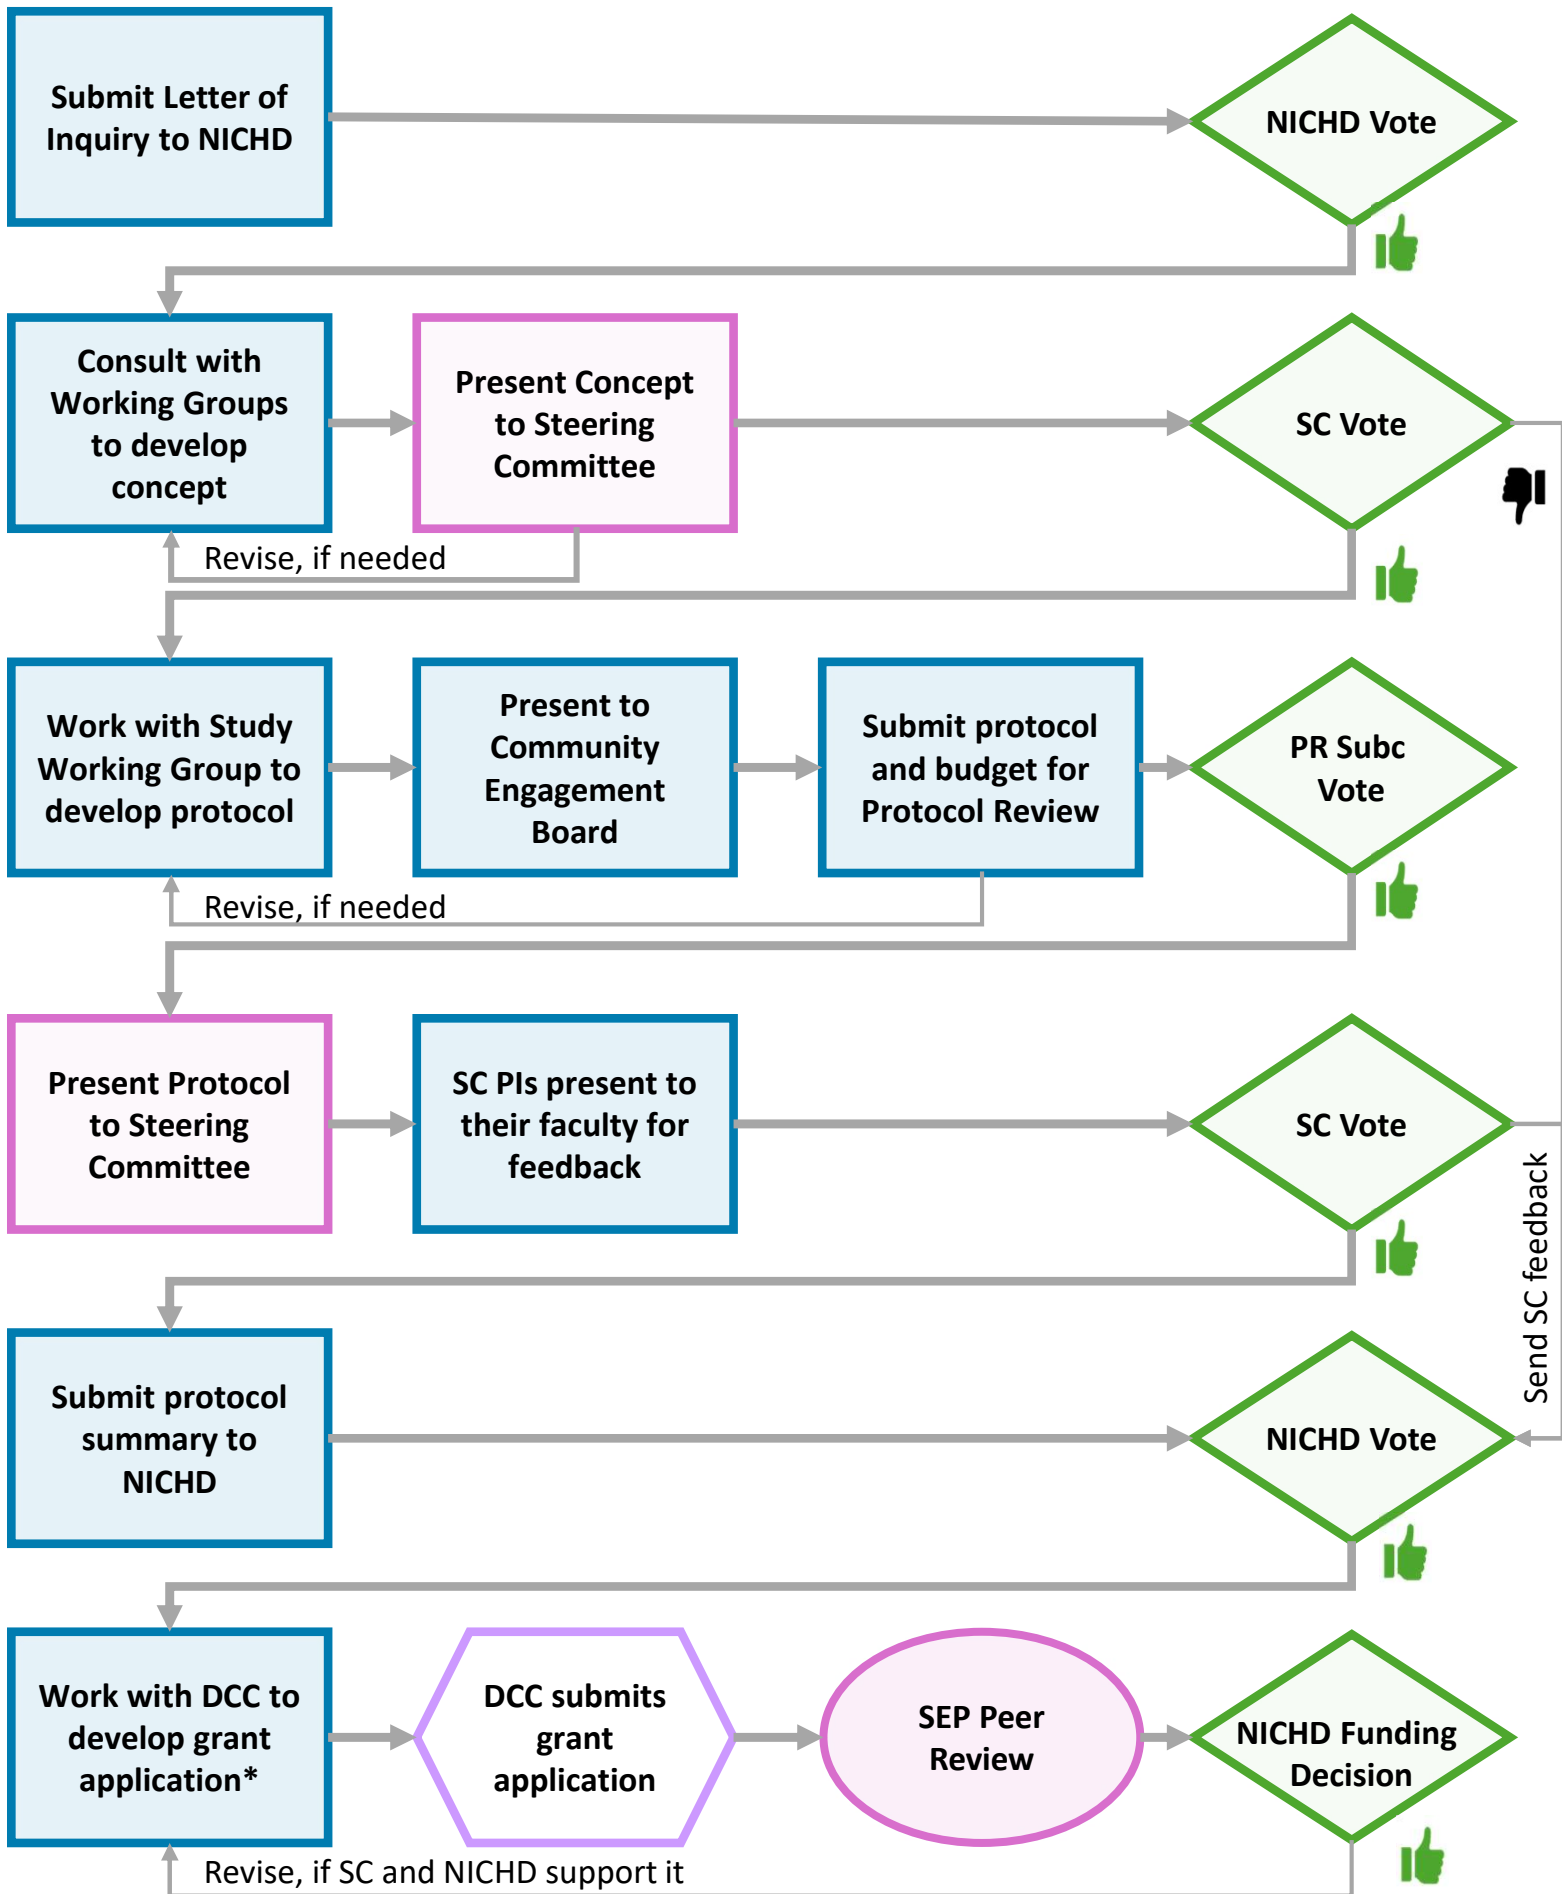 Submit Letter of
Inquiry to NICHD
NICHD Vote
Consult with
Working Groups
to develop
concept
Present Concept
to Steering
Committee
SC Vote
Revise, if needed
Work with Study
Working Group to
develop protocol
Present to
Community
Engagement
Board
Submit protocol
and budget for
Protocol Review
PR Subc
Vote
Revise, if needed
Present Protocol
to Steering
Committee
SC PIs present to
their faculty for
feedback
SC Vote
Send SC feedback
Submit protocol
summary to
NICHD
NICHD Vote
Work with DCC to
develop grant
application*
DCC submits
grant
application
SEP Peer
Review
NICHD Funding
Decision
Revise, if SC and NICHD support it